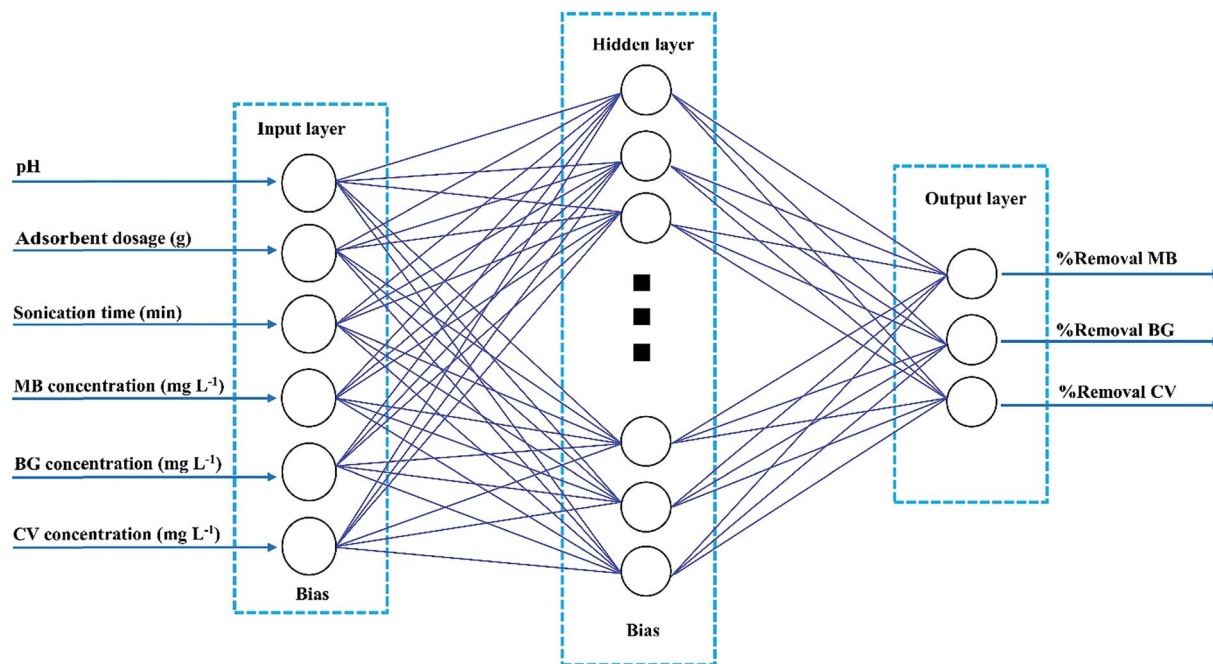 Hidden layer
Input layer
pH
Adsorbent dosage (g)
Sonication time (min)
MB concentration (mg L⁻¹)
BG concentration (mg L⁻¹)
CV concentration (mg L⁻¹)
Bias
Bias
Output layer
%Removal MB
%Removal BG
%Removal CV